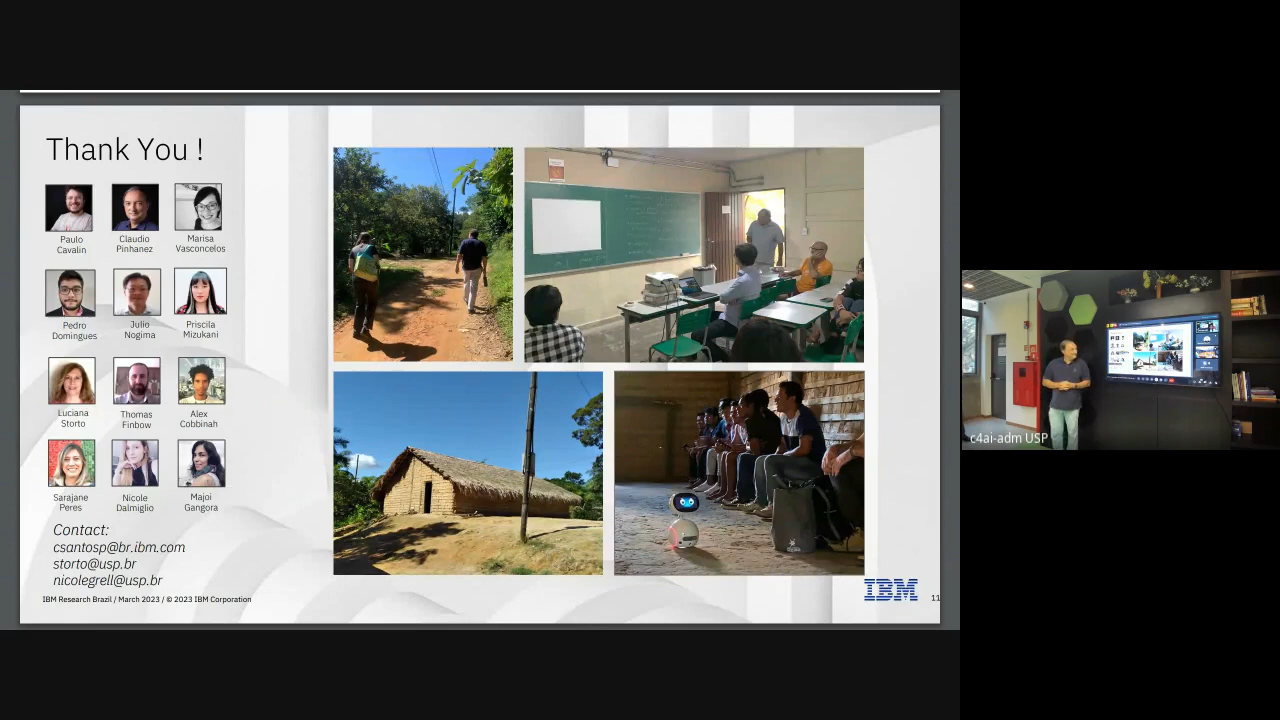 Thank You !
Paulo
Cavalin
Claudio
Pinhanez
Marisa
Vasconcelos
Pedro
Domingues
Julio
Nogima
Priscila
Mizukani
Luciana
Storto
Thomas
Finbow
Alex
Cobbinah
Sarajane
Peres
Nicole
Dalmiglio
Majoi
Gangora
Contact:
csantosp@br.ibm.com
storto@usp.br
nicolegrell@usp.br
IBM Research Brazil / March 2023 / © 2023 IBM Corporation
IBM
11
c4ai-adm USP